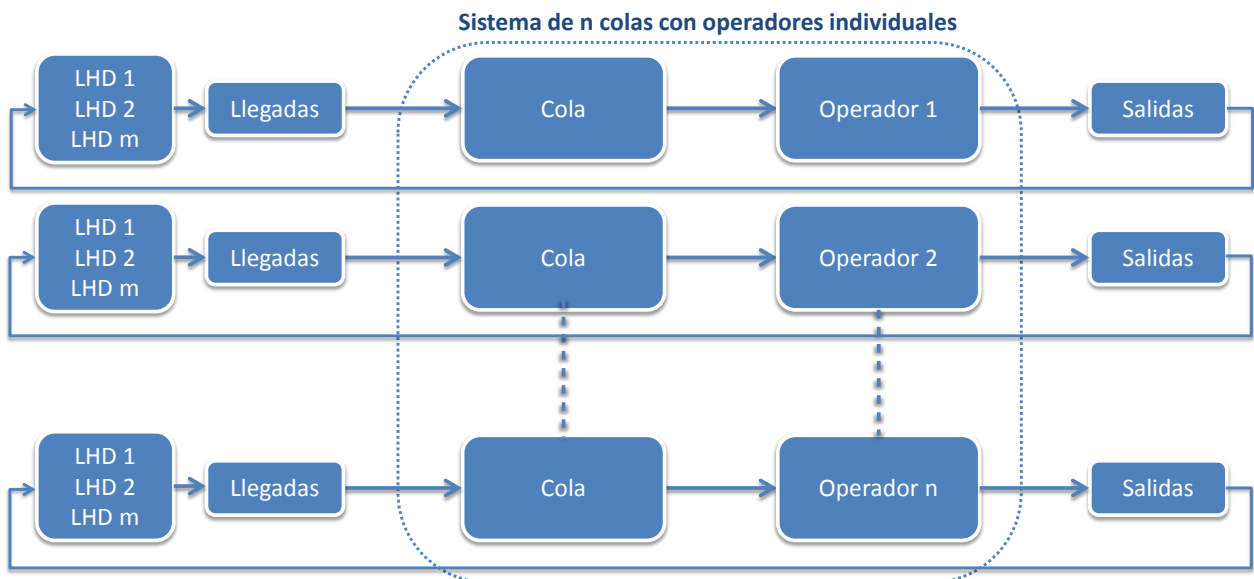 Sistema de n colas con operadores individuales
LHD 1
LHD 2
LHD m
Llegadas
Cola
Operador 1
Salidas
LHD 1
LHD 2
LHD m
Llegadas
Cola
Operador 2
Salidas
LHD 1
LHD 2
LHD m
Llegadas
Cola
Operador n
Salidas